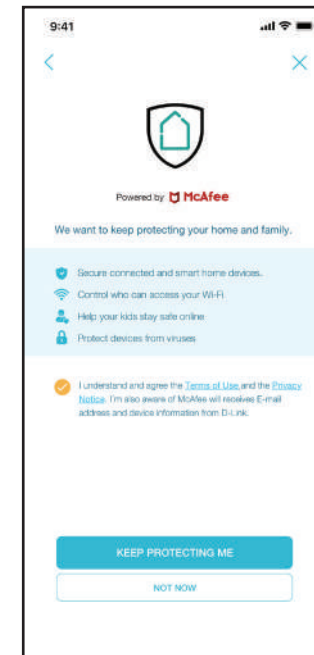 9:41
Powered by McAfee
We want to keep protecting your home and family.
Secure connected and smart home devices.
Control who can access your Wi-Fi
Help your kids stay safe online
Protect devices from viruses
I understand and agree the Terms of Use and the Privacy
Notice. I'm also aware of McAfee will receives E-mail
address and device information from D-Link.
KEEP PROTECTING ME
NOT NOW